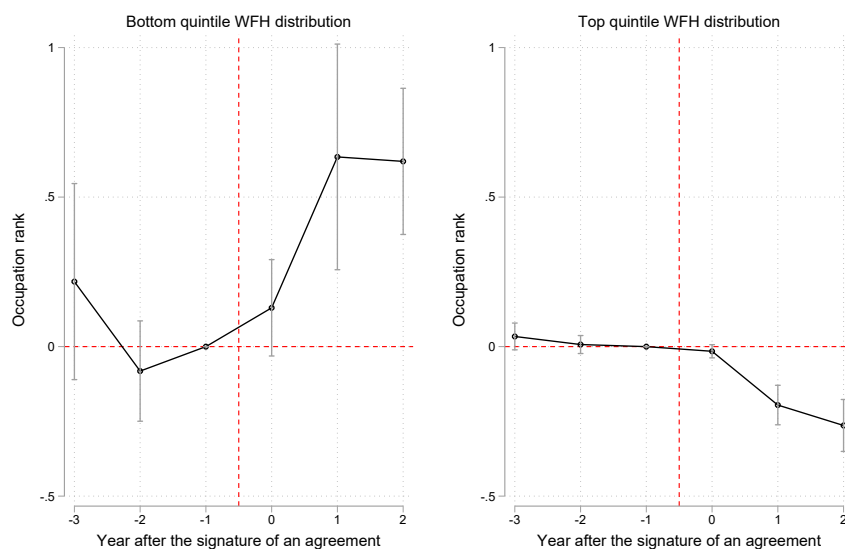 Bottom quintile WFH distribution
Occupation rank
1
.5
0
-.5
-3 -2 -1 0 1 2
Year after the signature of an agreement
Top quintile WFH distribution
Occupation rank
1
.5
0
-.5
-3 -2 -1 0 1 2
Year after the signature of an agreement